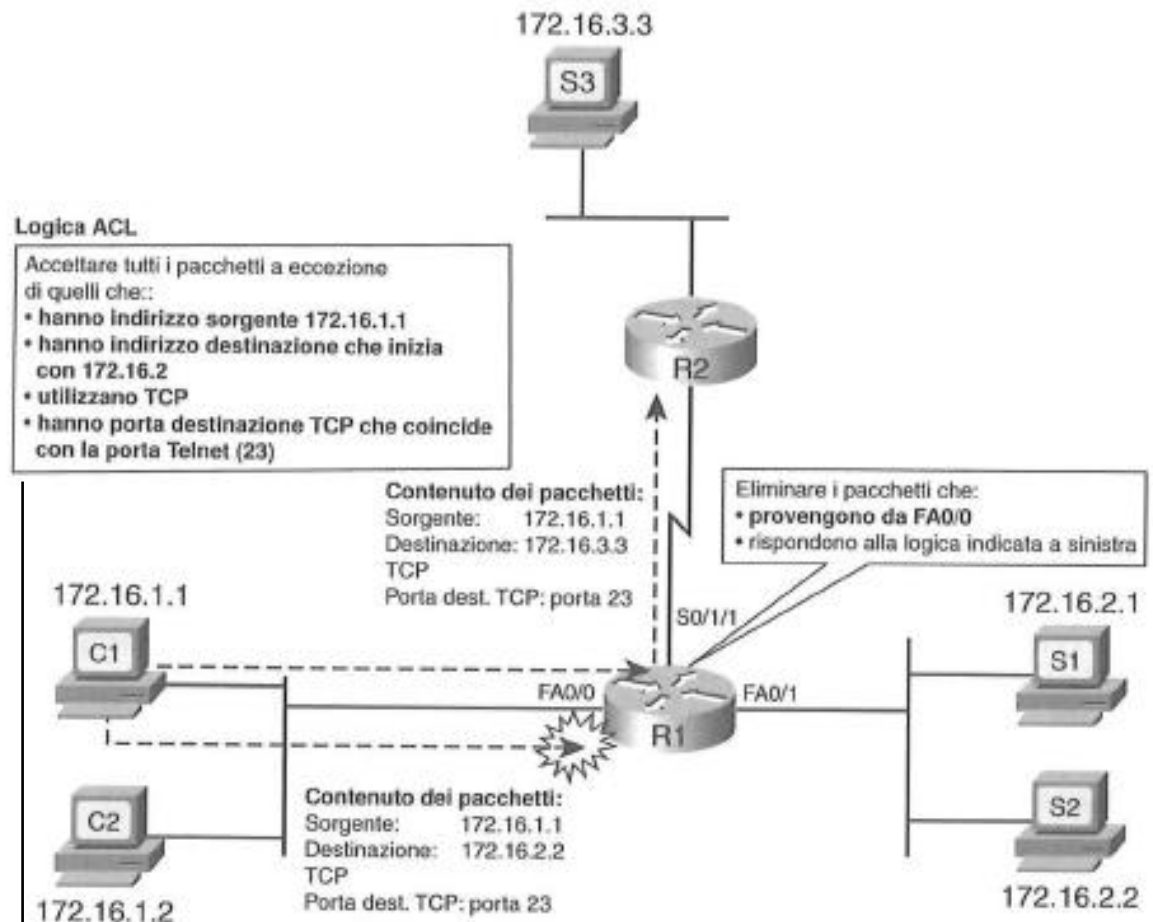 172.16.3.3
S3
Logica ACL
Accettare tutti i pacchetti a eccezione
di quelli che::
• hanno indirizzo sorgente 172.16.1.1
• hanno indirizzo destinazione che inizia
con 172.16.2
• utilizzano TCP
• hanno porta destinazione TCP che coincide
con la porta Telnet (23)
R2
Contenuto dei pacchetti:
Sorgente: 172.16.1.1
Destinazione: 172.16.3.3
TCP
Porta dest. TCP: porta 23
Eliminare i pacchetti che:
• provengono da FA0/0
• rispondono alla logica indicata a sinistra
172.16.1.1
C1
S0/1/1
172.16.2.1
S1
FA0/0
FA0/1
R1
C2
172.16.1.2
Contenuto dei pacchetti:
Sorgente: 172.16.1.1
Destinazione: 172.16.2.2
TCP
Porta dest. TCP: porta 23
S2
172.16.2.2